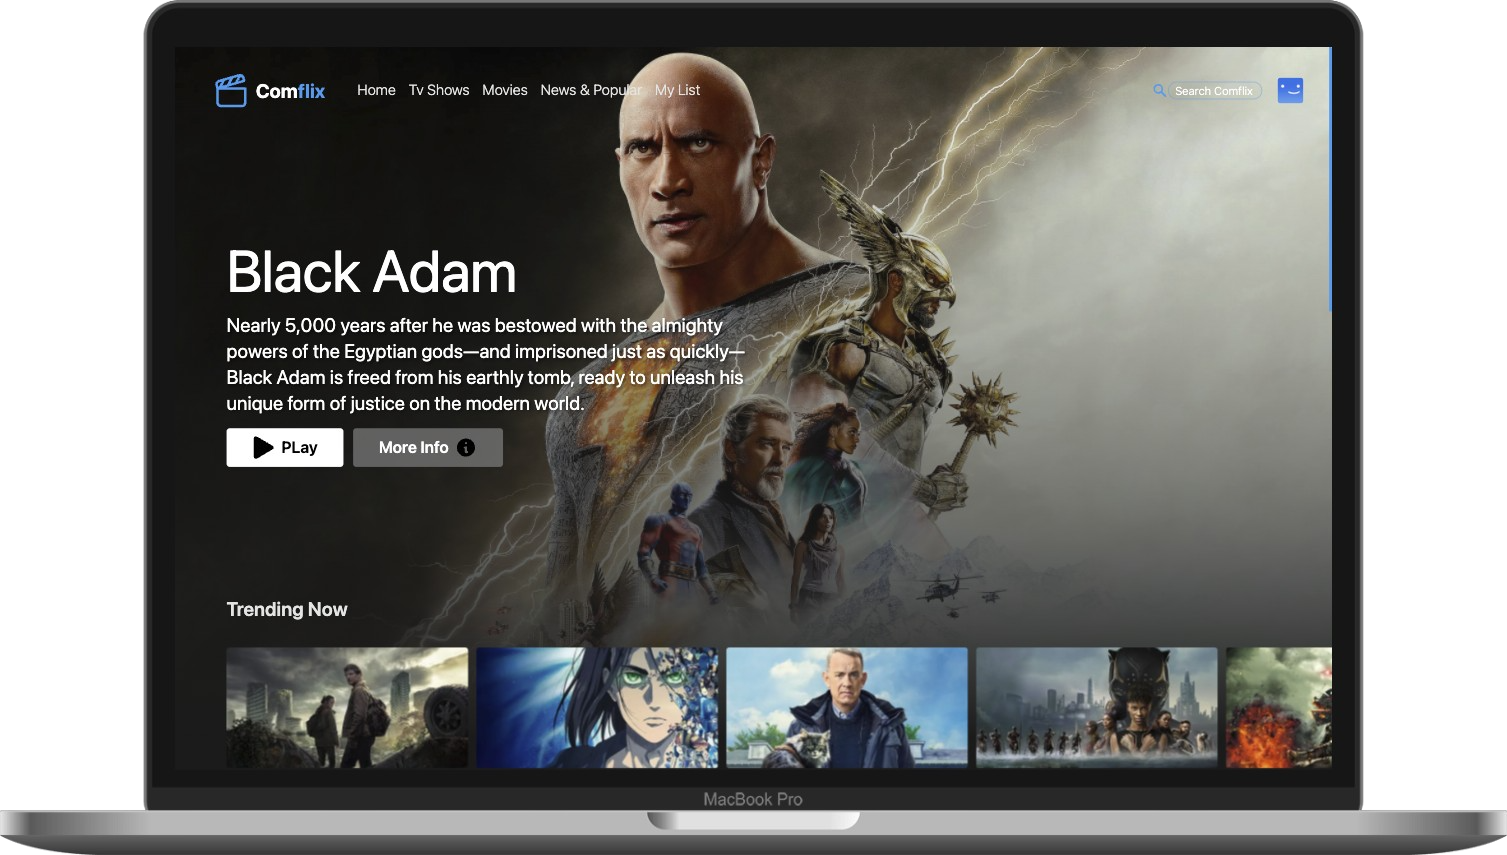 Comflix
Home Tv Shows Movies News & Popular My List
Search Comflix
Black Adam
Nearly 5,000 years after he was bestowed with the almighty
powers of the Egyptian gods—and imprisoned just as quickly—
Black Adam is freed from his earthly tomb, ready to unleash his
unique form of justice on the modern world.
PLay
More Info i
Trending Now
MacBook Pro